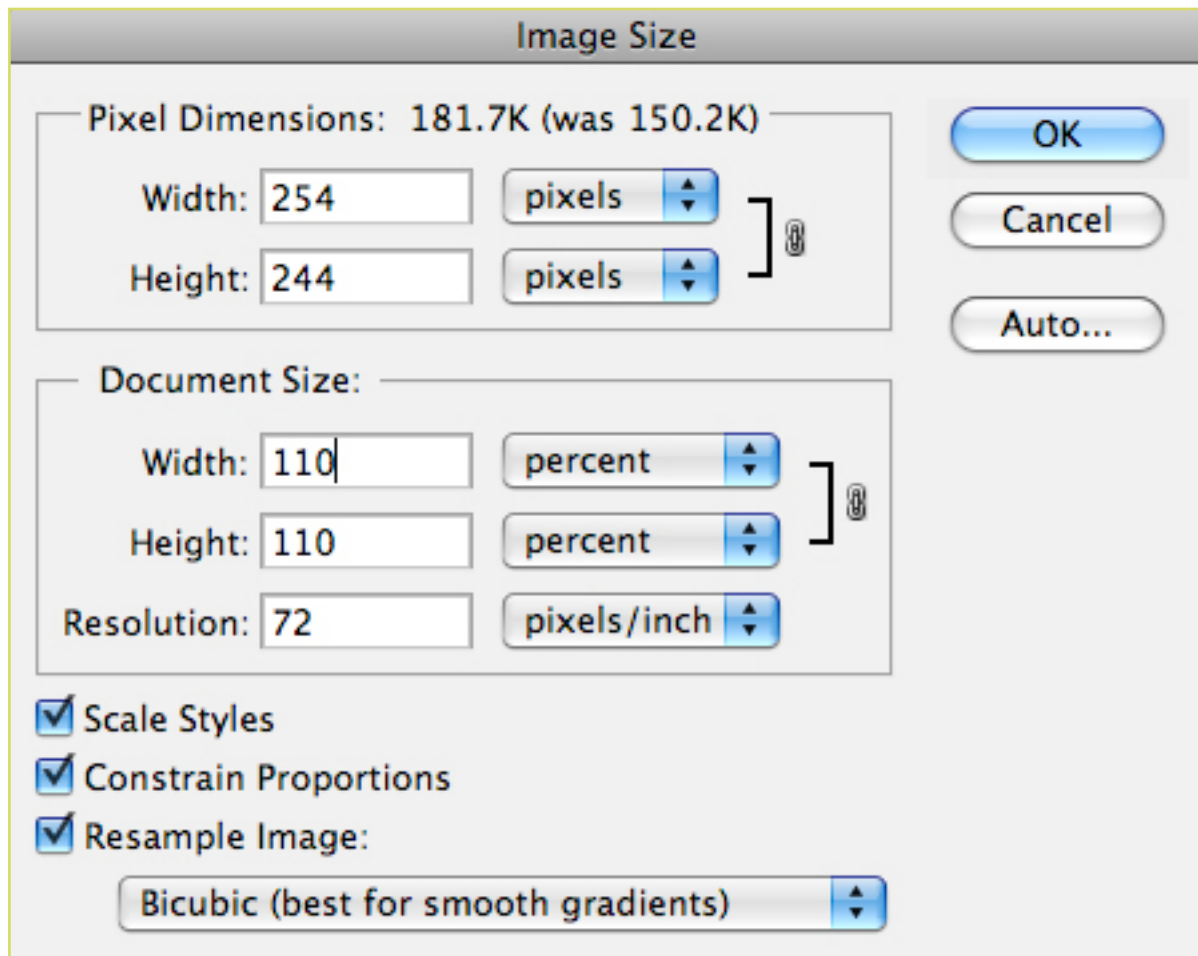 Image Size
Pixel Dimensions: 181.7K (was 150.2K)
OK
Width: 254 pixels
Cancel
Height: 244 pixels
Auto...
Document Size:
Width: 110 percent
Height: 110 percent
Resolution: 72 pixels/inch
Scale Styles
Constrain Proportions
Resample Image:
Bicubic (best for smooth gradients)